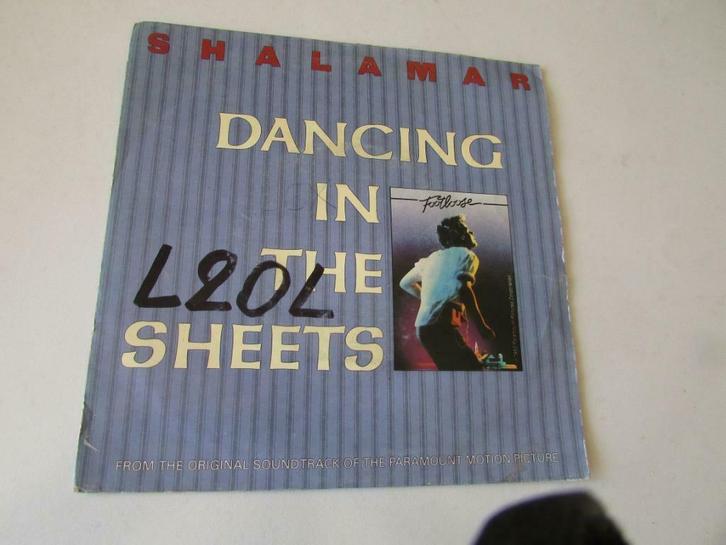 SHALAMAR
DANCING
IN
THE
SHEETS
Footloose
L20L
FROM THE ORIGINAL SOUNDTRACK OF THE PARAMOUNT MOTION PICTURE